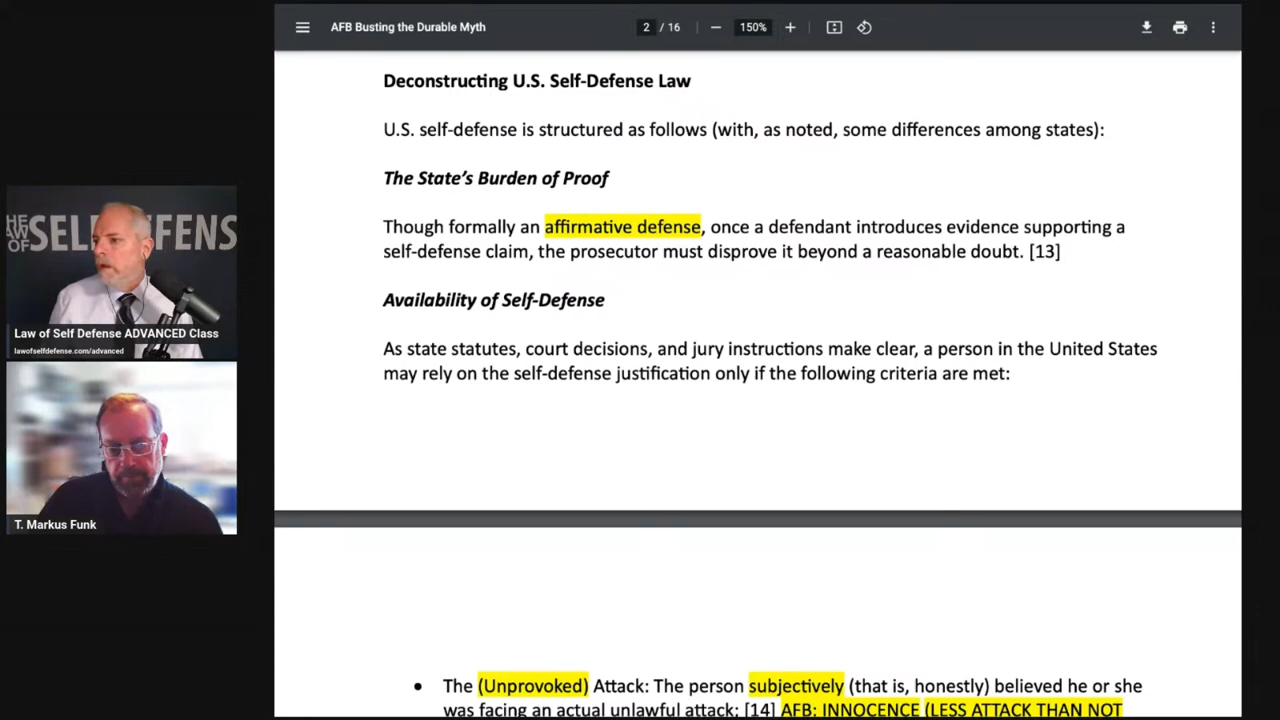 AFB Busting the Durable Myth
2 / 16
150%
Deconstructing U.S. Self-Defense Law
U.S. self-defense is structured as follows (with, as noted, some differences among states):
The State's Burden of Proof
Though formally an affirmative defense, once a defendant introduces evidence supporting a
self-defense claim, the prosecutor must disprove it beyond a reasonable doubt. [13]
Availability of Self-Defense
As state statutes, court decisions, and jury instructions make clear, a person in the United States
may rely on the self-defense justification only if the following criteria are met:
• The (Unprovoked) Attack: The person subjectively (that is, honestly) believed he or she
was facing an actual unlawful attack; [14] AFB: INNOCENCE (LESS ATTACK THAN NOT
HE
AW
OF SELF DEFENS
Law of Self Defense ADVANCED Class
lawofselfdefense.com/advanced
T. Markus Funk